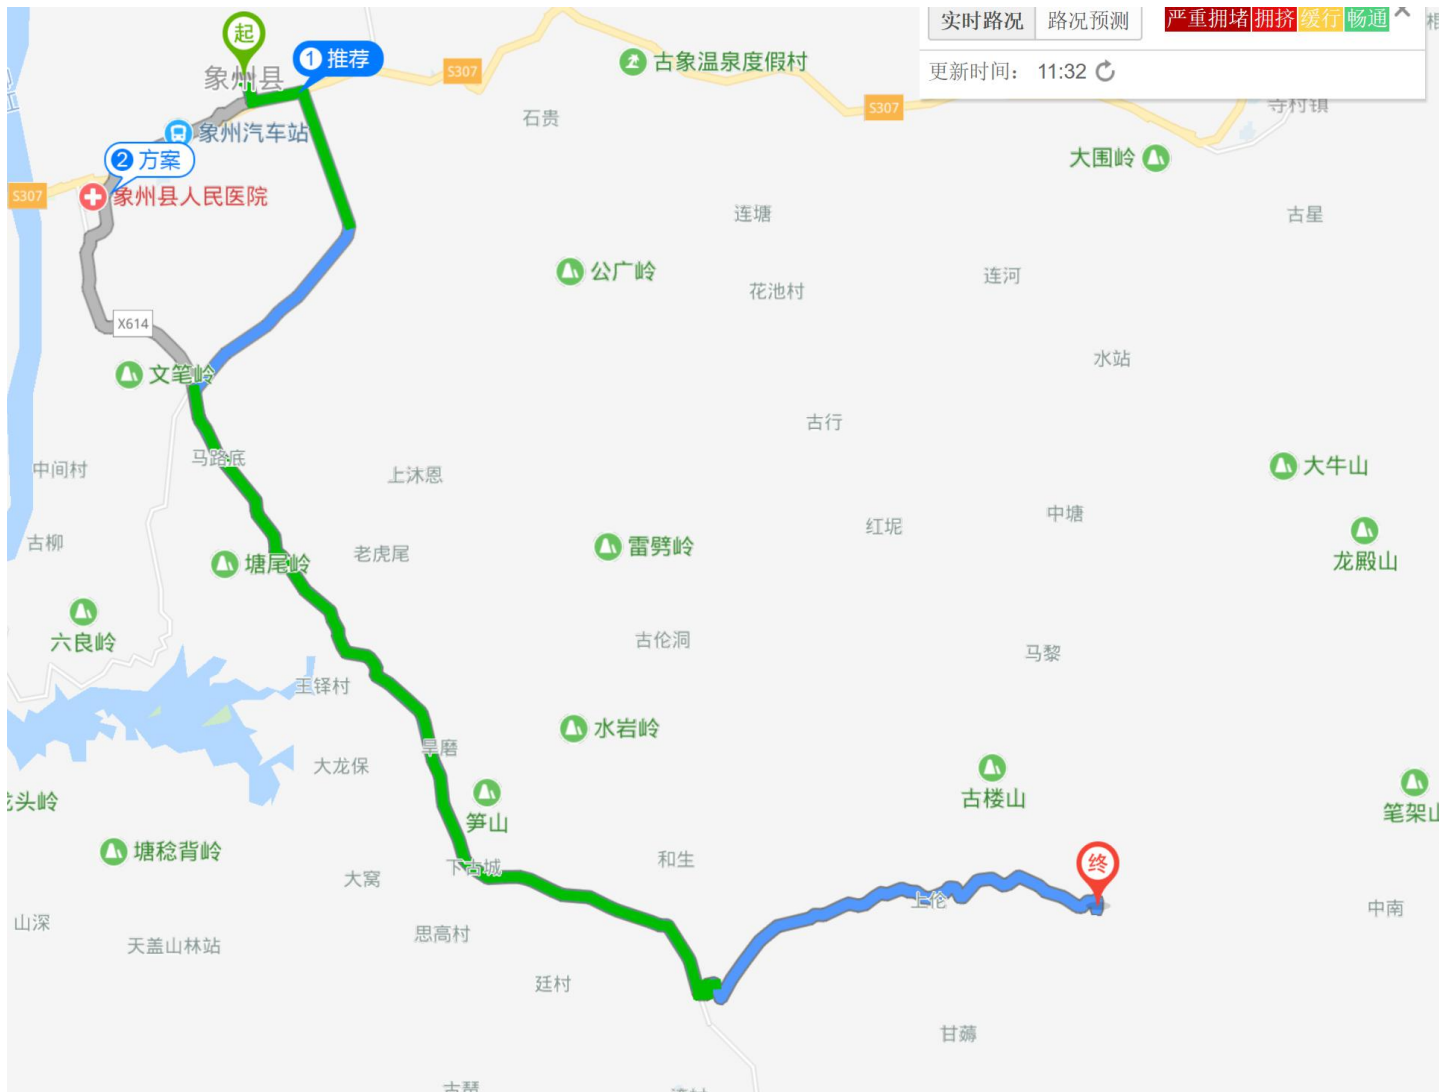 实时路况 路况预测 严重拥堵 拥挤 缓行 畅通
更新时间： 11:32
起
象州县
1 推荐
S307
古象温泉度假村
S307
寺村镇
石贵
象州汽车站
2 方案
S307
象州县人民医院
大围岭
连塘
古星
公广岭
花池村
连河
X614
文笔岭
水站
古行
马路底
中间村
上沐恩
大牛山
古柳
塘尾岭
老虎尾
雷劈岭
红坭
中塘
龙殿山
六良岭
古伦洞
马黎
王铎村
水岩岭
旱磨
大龙保
古楼山
笔架山
龙头岭
笋山
塘稔背岭
下古城
和生
终
大窝
上伦
中南
山深
天盖山林站
思高村
廷村
甘薅
古琶